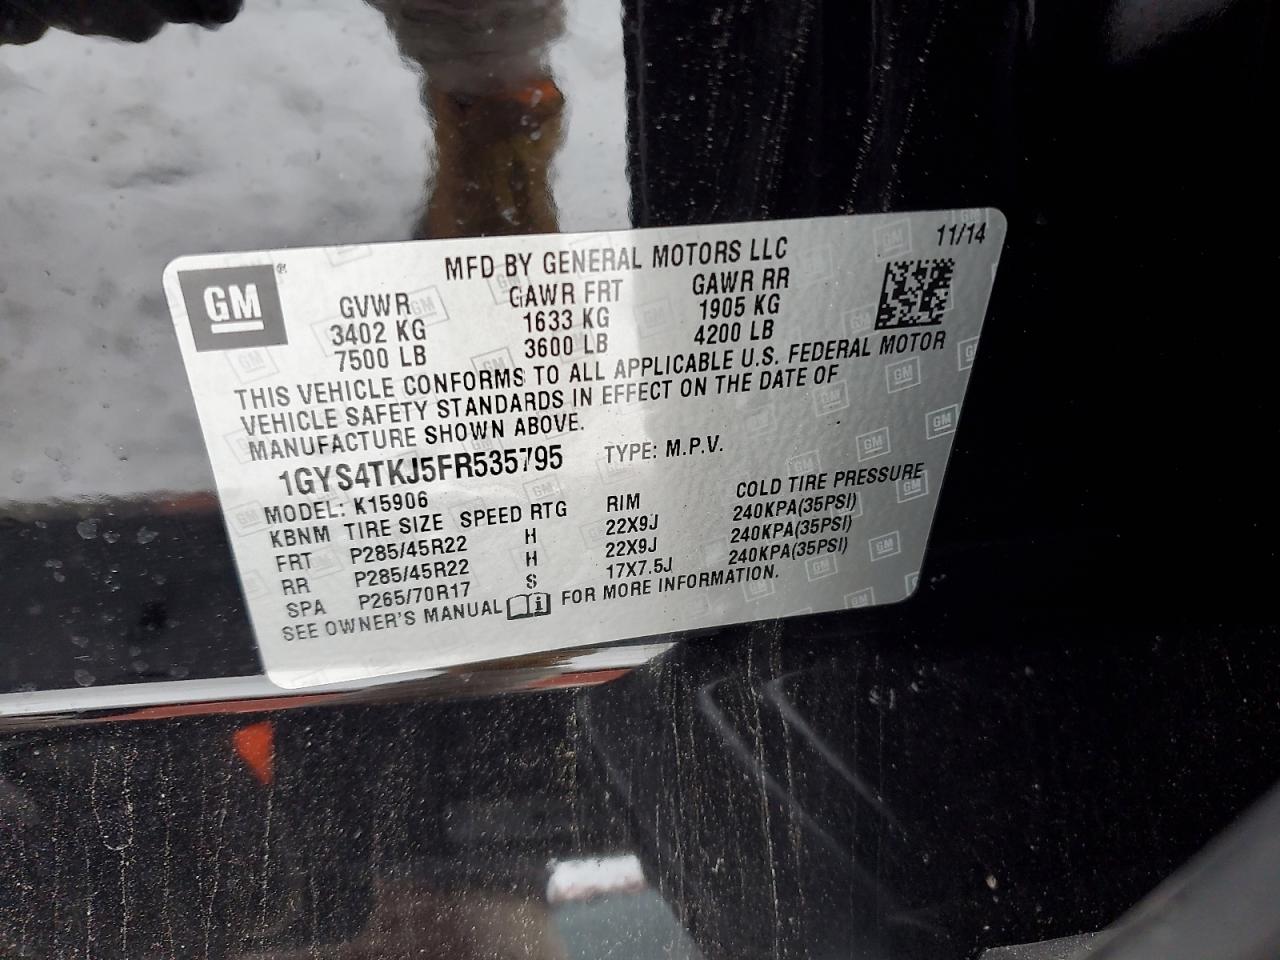 11/14
GM®
MFD BY GENERAL MOTORS LLC
GVWR GAWR FRT GAWR RR
3402 KG 1633 KG 1905 KG
7500 LB 3600 LB 4200 LB
THIS VEHICLE CONFORMS TO ALL APPLICABLE U.S. FEDERAL MOTOR
VEHICLE SAFETY STANDARDS IN EFFECT ON THE DATE OF
MANUFACTURE SHOWN ABOVE.
1GYS4TKJ5FR535795 TYPE: M.P.V.
MODEL: K15906
KBNM TIRE SIZE SPEED RTG RIM COLD TIRE PRESSURE
FRT P285/45R22 H 22X9J 240KPA(35PSI)
RR P285/45R22 H 22X9J 240KPA(35PSI)
SPA P265/70R17 S 17X7.5J 240KPA(35PSI)
SEE OWNER'S MANUAL FOR MORE INFORMATION.